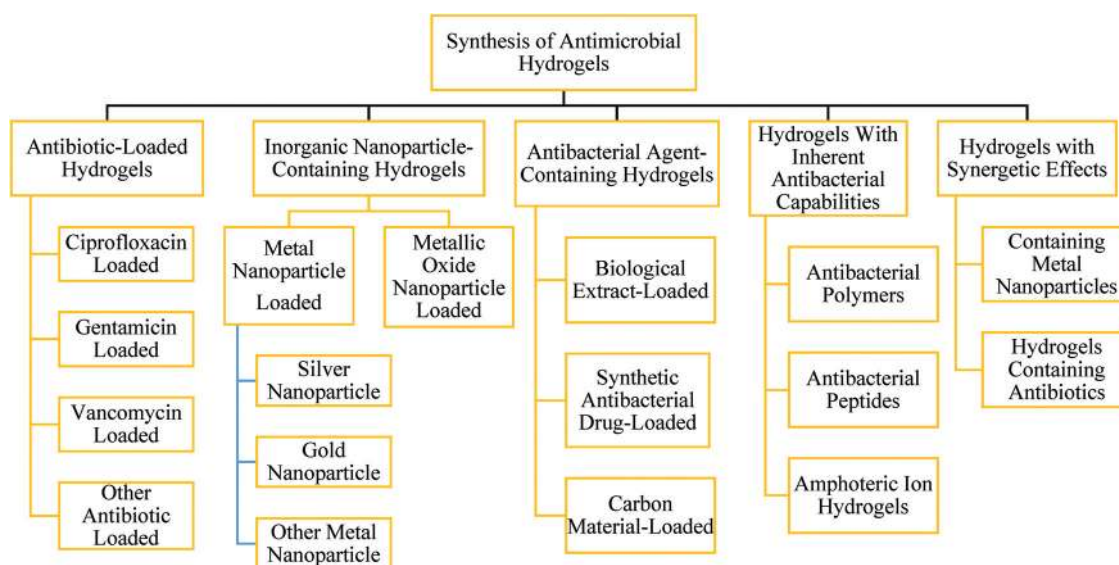 Synthesis of Antimicrobial
Hydrogels
Antibiotic-Loaded
Hydrogels
Ciprofloxacin
Loaded
Gentamicin
Loaded
Vancomycin
Loaded
Other
Antibiotic
Loaded
Inorganic Nanoparticle-
Containing Hydrogels
Metal
Nanoparticle
Loaded
Silver
Nanoparticle
Gold
Nanoparticle
Other Metal
Nanoparticle
Metallic
Oxide
Nanoparticle
Loaded
Antibacterial Agent-
Containing Hydrogels
Biological
Extract-Loaded
Synthetic
Antibacterial
Drug-Loaded
Carbon
Material-Loaded
Hydrogels With
Inherent
Antibacterial
Capabilities
Antibacterial
Polymers
Antibacterial
Peptides
Amphoteric Ion
Hydrogels
Hydrogels with
Synergetic Effects
Containing
Metal
Nanoparticles
Hydrogels
Containing
Antibiotics